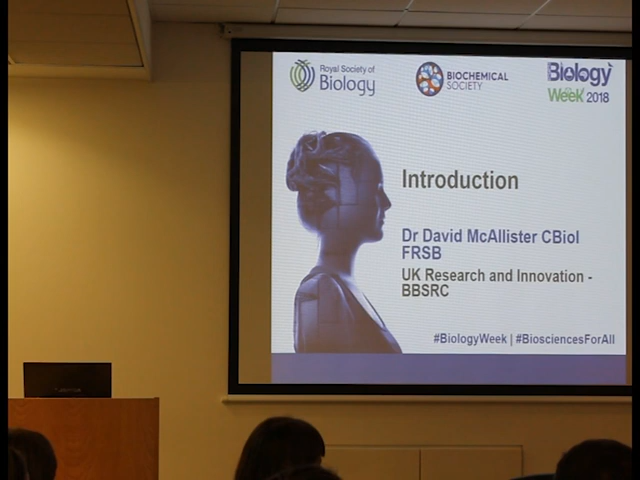 Royal Society of
Biology
BIOCHEMICAL
SOCIETY
Biology
Week 2018
Introduction
Dr David McAllister CBiol
FRSB
UK Research and Innovation -
BBSRC
#BiologyWeek | #BiosciencesForAll